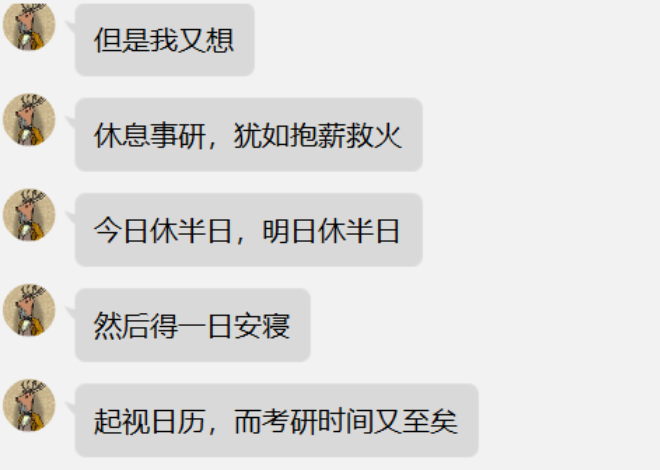 但是我又想
休息事研，犹如抱薪救火
今日休半日，明日休半日
然后得一日安寝
起视日历，而考研时间又至矣